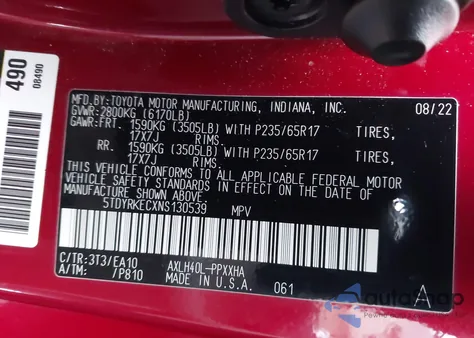 490
08490
MFD.BY:TOYOTA MOTOR MANUFACTURING, INDIANA, INC. 08/22
GVWR:2800KG (6170LB)
GAWR:FRT. 1590KG (3505LB) WITH P235/65R17 TIRES,
17X7J RIMS.
RR. 1590KG (3505LB) WITH P235/65R17 TIRES,
17X7J RIMS.
THIS VEHICLE CONFORMS TO ALL APPLICABLE FEDERAL MOTOR
VEHICLE SAFETY STANDARDS IN EFFECT ON THE DATE OF
MANUFACTURE SHOWN ABOVE.
5TDYRKECXNS130539 MPV
C/TR:3T3/EA10 AXLH40L-PPXXHA
A/TM: /P810 MADE IN U.S.A. 061 A